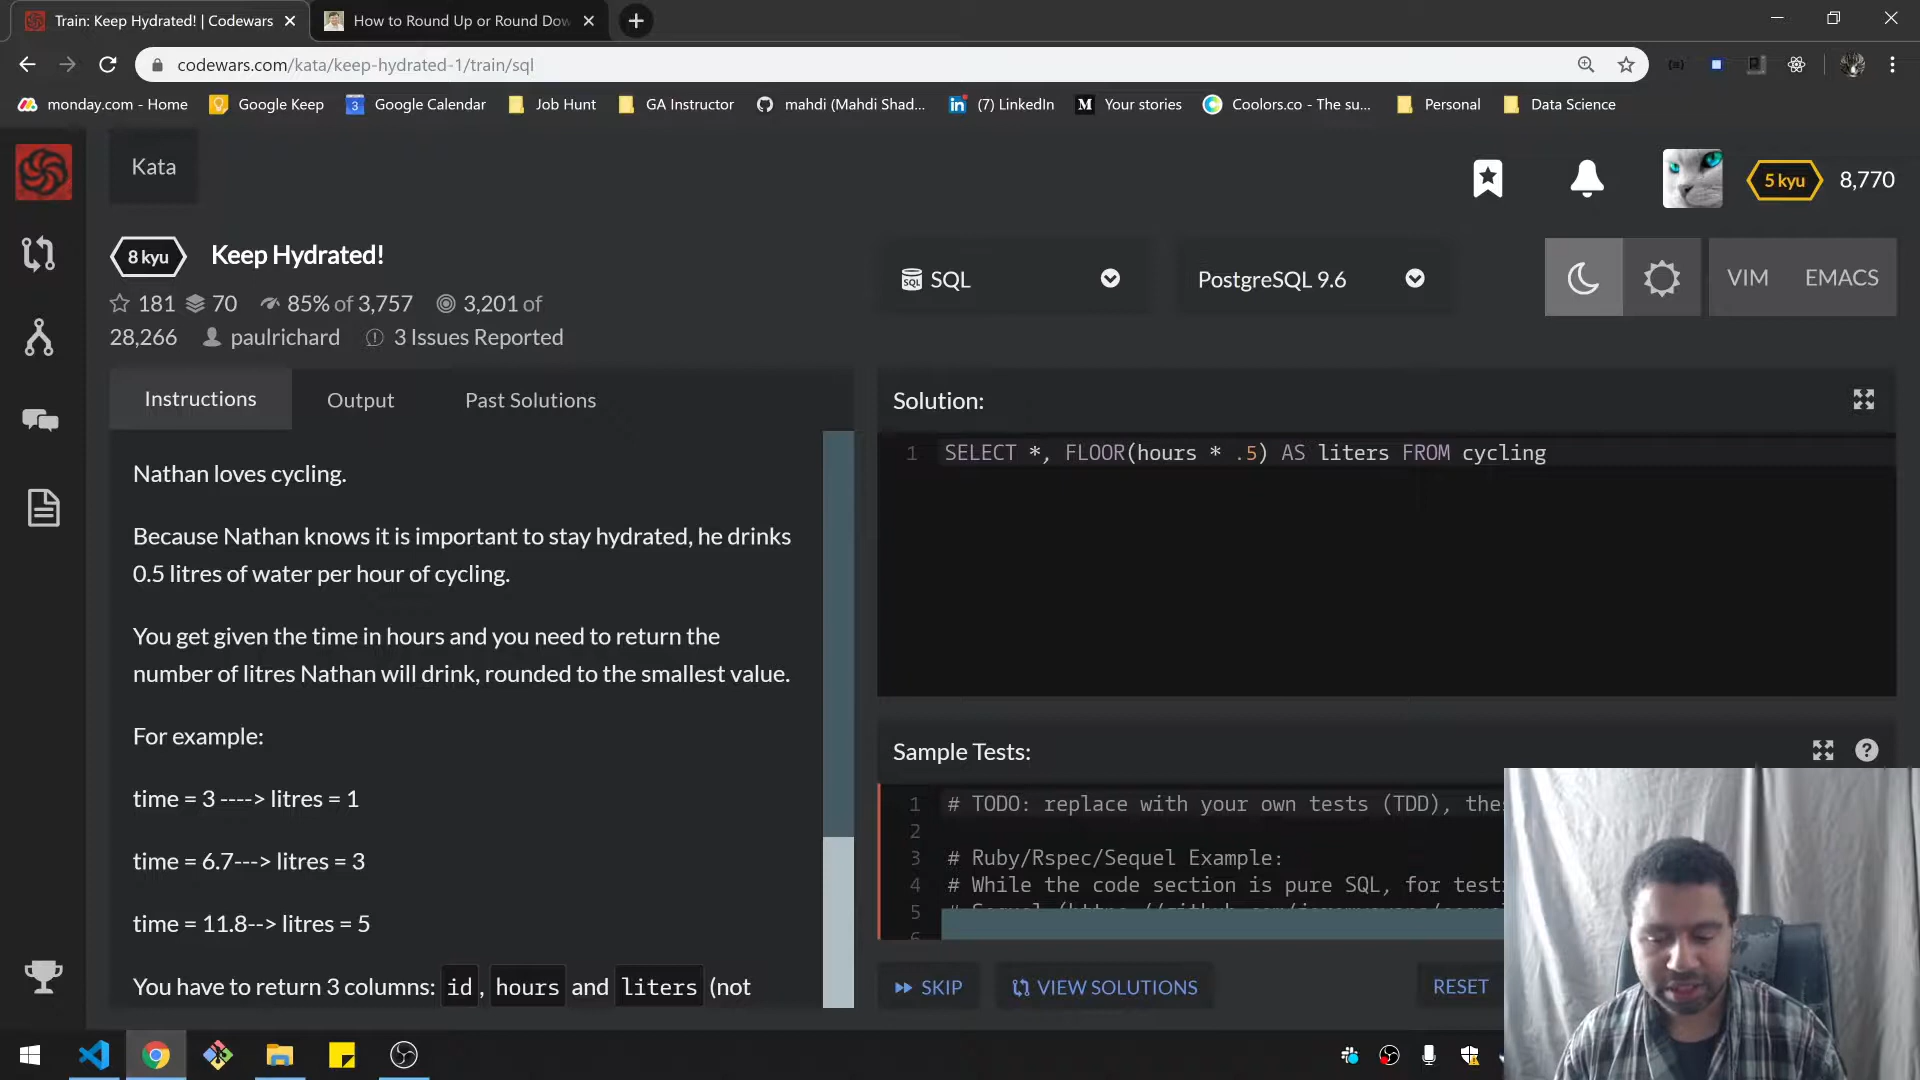 Train: Keep Hydrated! | Codewars
How to Round Up or Round Dow
codewars.com/kata/keep-hydrated-1/train/sql
monday.com - Home
Google Keep
3
Google Calendar
Job Hunt
GA Instructor
mahdi (Mahdi Shad...
(7) LinkedIn
Your stories
Coolors.co - The su...
Personal
Data Science
Kata
5 kyu
8,770
8 kyu
Keep Hydrated!
SQL
PostgreSQL 9.6
VIM
EMACS
181 70 85% of 3,757 3,201 of
28,266 paulrichard 3 Issues Reported
Instructions
Output
Past Solutions
Solution:
1 SELECT *, FLOOR(hours * .5) AS liters FROM cycling
Nathan loves cycling.
Because Nathan knows it is important to stay hydrated, he drinks
0.5 litres of water per hour of cycling.
You get given the time in hours and you need to return the
number of litres Nathan will drink, rounded to the smallest value.
For example:
time = 3 ----> litres = 1
time = 6.7---> litres = 3
time = 11.8--> litres = 5
You have to return 3 columns: id, hours and liters (not
Sample Tests:
1 # TODO: replace with your own tests (TDD), thes
2
3 # Ruby/Rspec/Sequel Example:
4 # While the code section is pure SQL, for testi
5
6
SKIP
VIEW SOLUTIONS
RESET